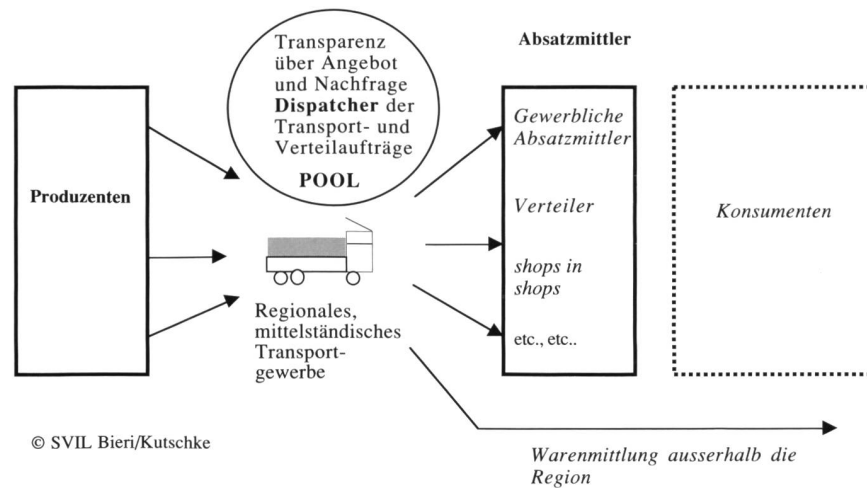 Transparenz
über Angebot
und Nachfrage
Dispatcher der
Transport- und
Verteilaufträge
POOL
Absatzmittler
Produzenten
Gewerbliche
Absatzmittler
Verteiler
shops in
shops
etc., etc..
Konsumenten
Regionales,
mittelständisches
Transport-
gewerbe
© SVIL Bieri/Kutschke
Warenmittlung ausserhalb die
Region